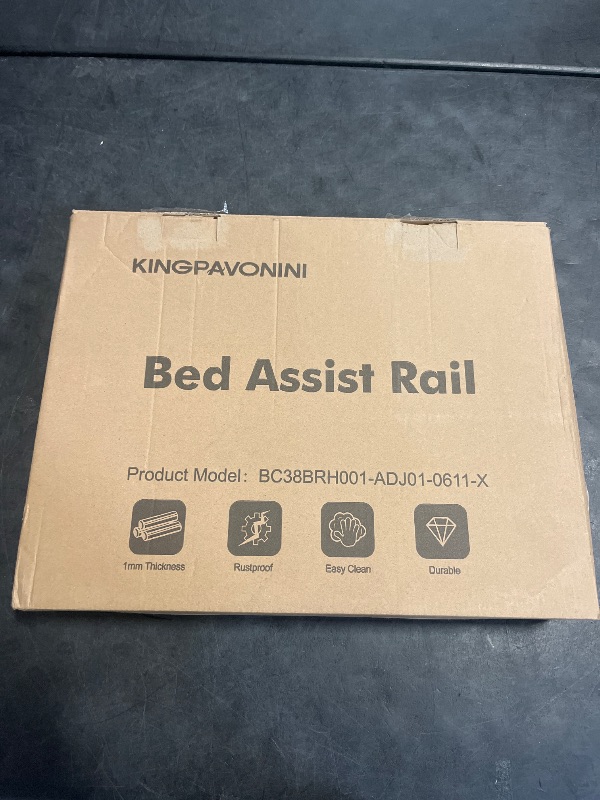 KINGPAVONINI
Bed Assist Rail
Product Model: BC38BRH001-ADJ01-0611-X
1mm Thickness Rustproof Easy Clean Durable